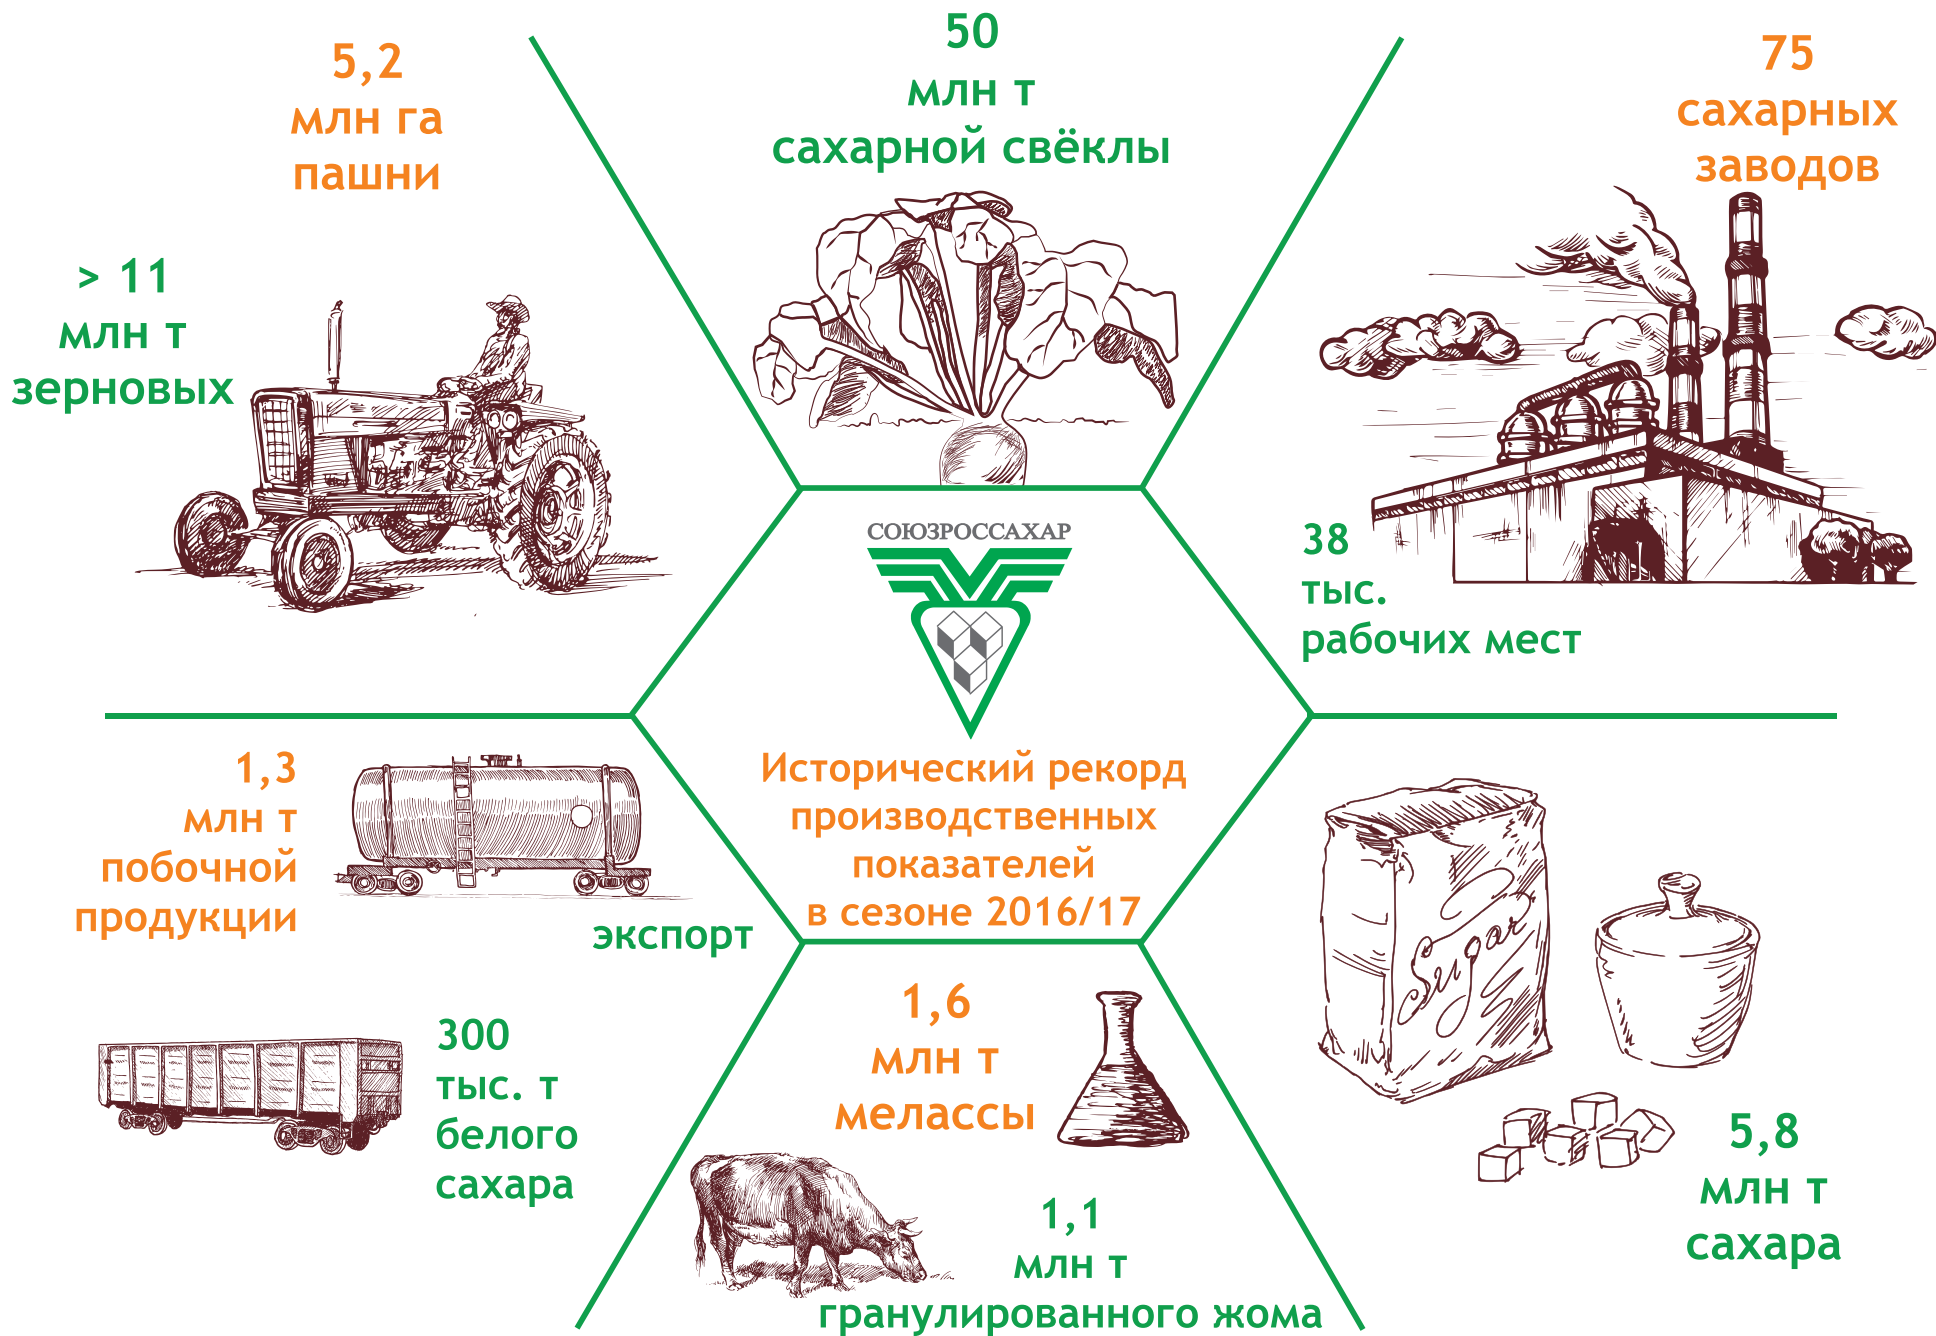 5,2
млн га
пашни
> 11
млн т
зерновых
50
млн т
сахарной свёклы
75
сахарных
заводов
38
тыс.
рабочих мест
СОЮЗРОССАХАР
Исторический рекорд
производственных
показателей
в сезоне 2016/17
1,3
млн т
побочной
продукции
экспорт
300
тыс. т
белого
сахара
1,6
млн т
мелассы
1,1
млн т
гранулированного жома
Sugar
5,8
млн т
сахара